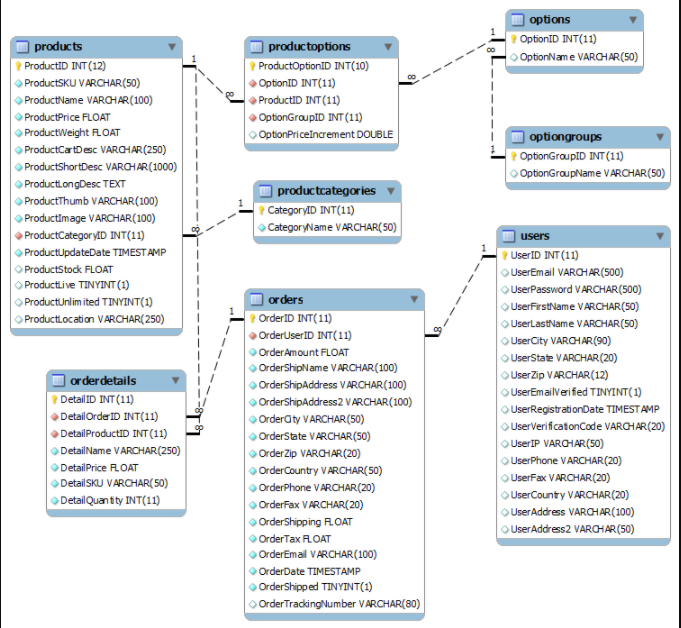 products
ProductID INT(12)
ProductSKU VARCHAR(50)
ProductName VARCHAR(100)
ProductPrice FLOAT
ProductWeight FLOAT
ProductCartDesc VARCHAR(250)
ProductShortDesc VARCHAR(1000)
ProductLongDesc TEXT
ProductThumb VARCHAR(100)
ProductImage VARCHAR(100)
ProductCategoryID INT(11)
ProductUpdateDate TIMESTAMP
ProductStock FLOAT
ProductLive TINYINT(1)
ProductUnlimited TINYINT(1)
ProductLocation VARCHAR(250)
1
∞
∞
productoptions
ProductOptionID INT(10)
OptionID INT(11)
ProductID INT(11)
OptionGroupID INT(11)
OptionPriceIncrement DOUBLE
∞
1
options
OptionID INT(11)
OptionName VARCHAR(50)
∞
1
optiongroups
OptionGroupID INT(11)
OptionGroupName VARCHAR(50)
1
productcategories
CategoryID INT(11)
CategoryName VARCHAR(50)
1
users
UserID INT(11)
UserEmail VARCHAR(500)
UserPassword VARCHAR(500)
UserFirstName VARCHAR(50)
UserLastName VARCHAR(50)
UserCity VARCHAR(90)
UserState VARCHAR(20)
UserZip VARCHAR(12)
UserEmailVerified TINYINT(1)
UserRegistrationDate TIMESTAMP
UserVerificationCode VARCHAR(20)
UserIP VARCHAR(50)
UserPhone VARCHAR(20)
UserFax VARCHAR(20)
UserCountry VARCHAR(20)
UserAddress VARCHAR(100)
UserAddress2 VARCHAR(50)
1
orders
OrderID INT(11)
OrderUserID INT(11)
OrderAmount FLOAT
OrderShipName VARCHAR(100)
OrderShipAddress VARCHAR(100)
OrderShipAddress2 VARCHAR(100)
OrderCity VARCHAR(50)
OrderState VARCHAR(50)
OrderZip VARCHAR(20)
OrderCountry VARCHAR(50)
OrderPhone VARCHAR(20)
OrderFax VARCHAR(20)
OrderShipping FLOAT
OrderTax FLOAT
OrderEmail VARCHAR(100)
OrderDate TIMESTAMP
OrderShipped TINYINT(1)
OrderTrackingNumber VARCHAR(80)
∞
orderdetails
DetailID INT(11)
DetailOrderID INT(11)
DetailProductID INT(11)
DetailName VARCHAR(250)
DetailPrice FLOAT
DetailSKU VARCHAR(50)
DetailQuantity INT(11)
∞
∞